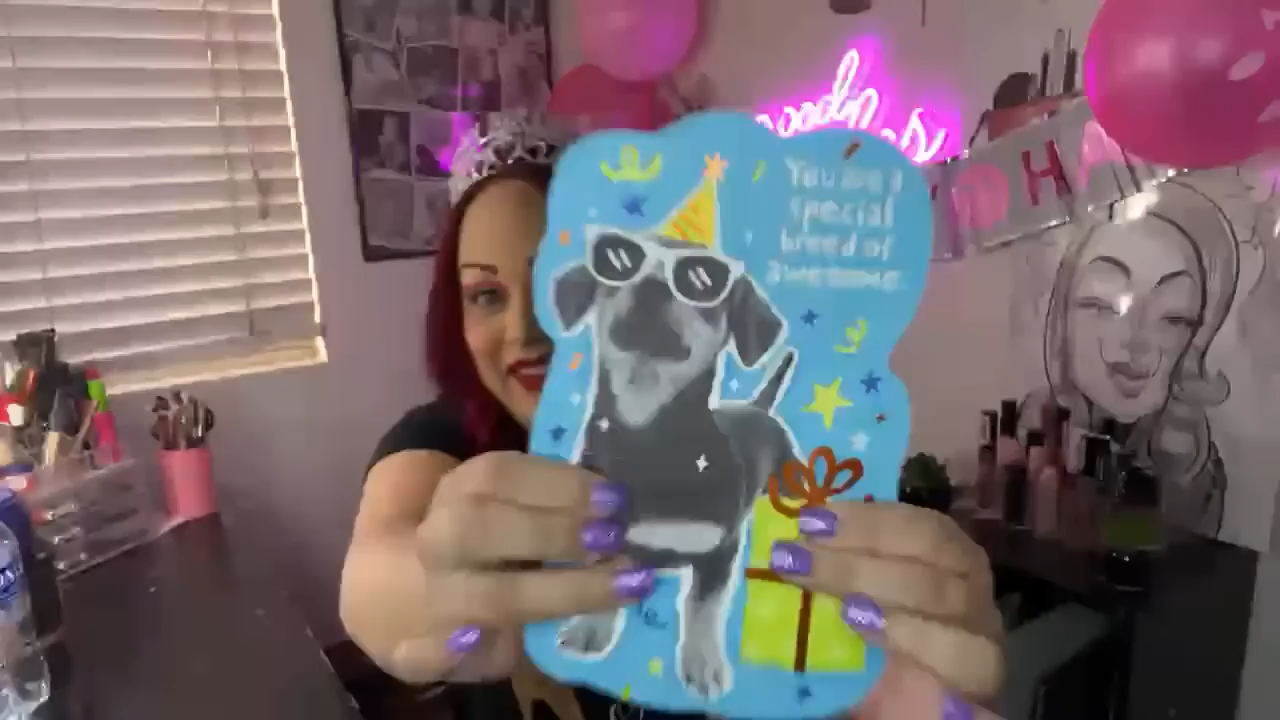 You are a
special
breed of
awesome.
H